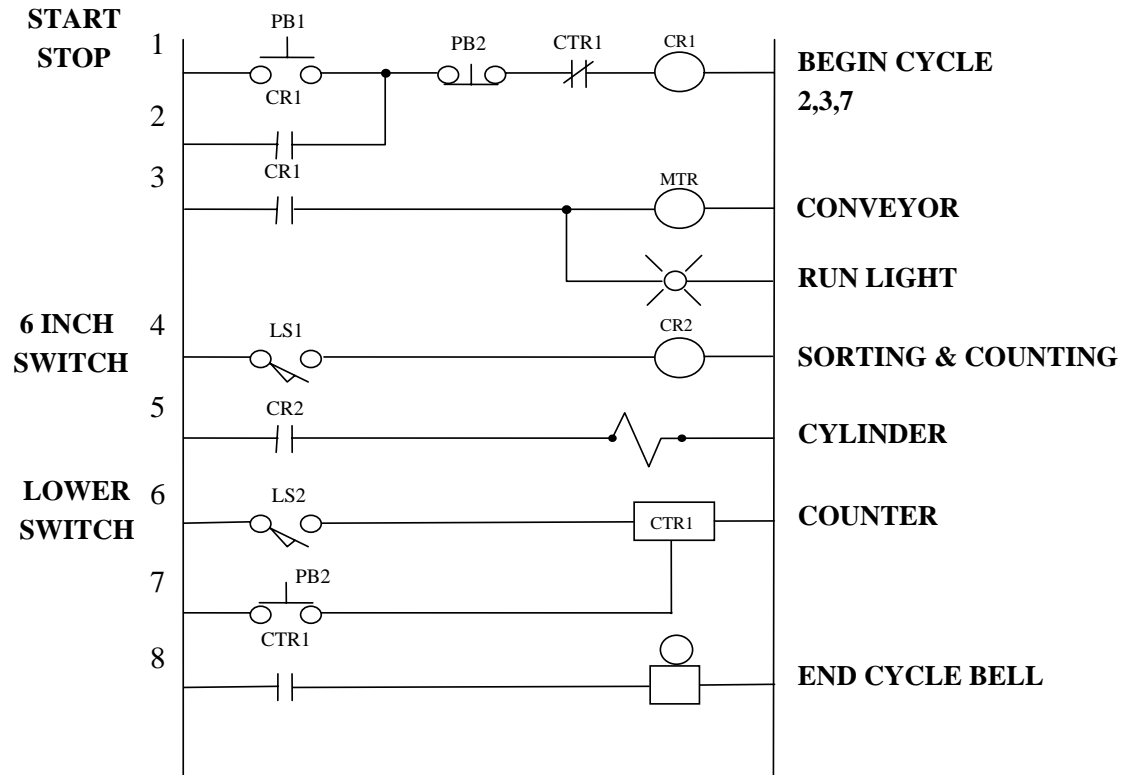 START
STOP
1
PB1
PB2
CTR1
CR1
BEGIN CYCLE
2,3,7
CR1
2
CR1
3
MTR
CONVEYOR
RUN LIGHT
6 INCH
SWITCH
4
LS1
CR2
SORTING & COUNTING
5
CR2
CYLINDER
LOWER
SWITCH
6
LS2
CTR1
COUNTER
7
PB2
CTR1
8
END CYCLE BELL